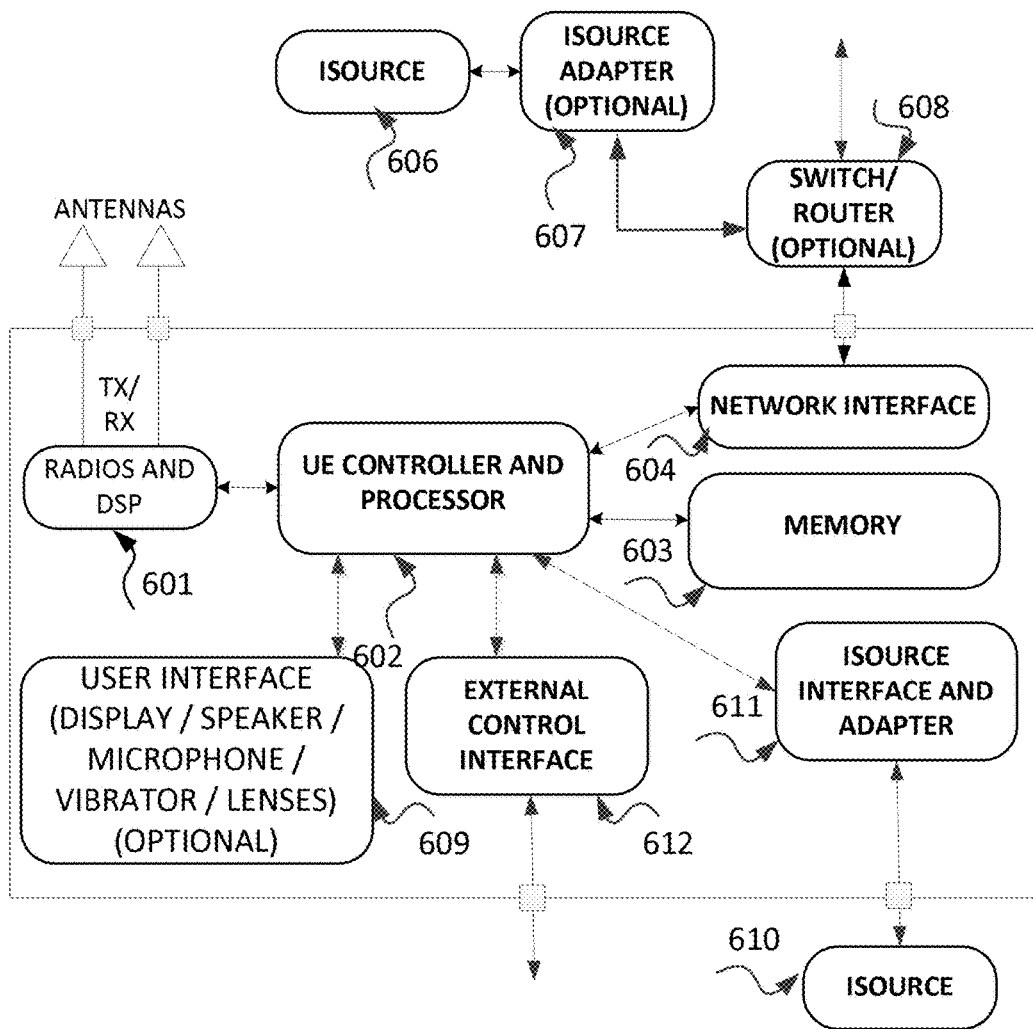 ISOURCE
606
ISOURCE
ADAPTER
(OPTIONAL)
607
608
SWITCH/
ROUTER
(OPTIONAL)
ANTENNAS
TX/
RX
RADIOS AND
DSP
601
UE CONTROLLER AND
PROCESSOR
602
NETWORK INTERFACE
604
MEMORY
603
USER INTERFACE
(DISPLAY / SPEAKER /
MICROPHONE /
VIBRATOR / LENSES)
(OPTIONAL)
609
EXTERNAL
CONTROL
INTERFACE
612
ISOURCE
INTERFACE AND
ADAPTER
611
610
ISOURCE